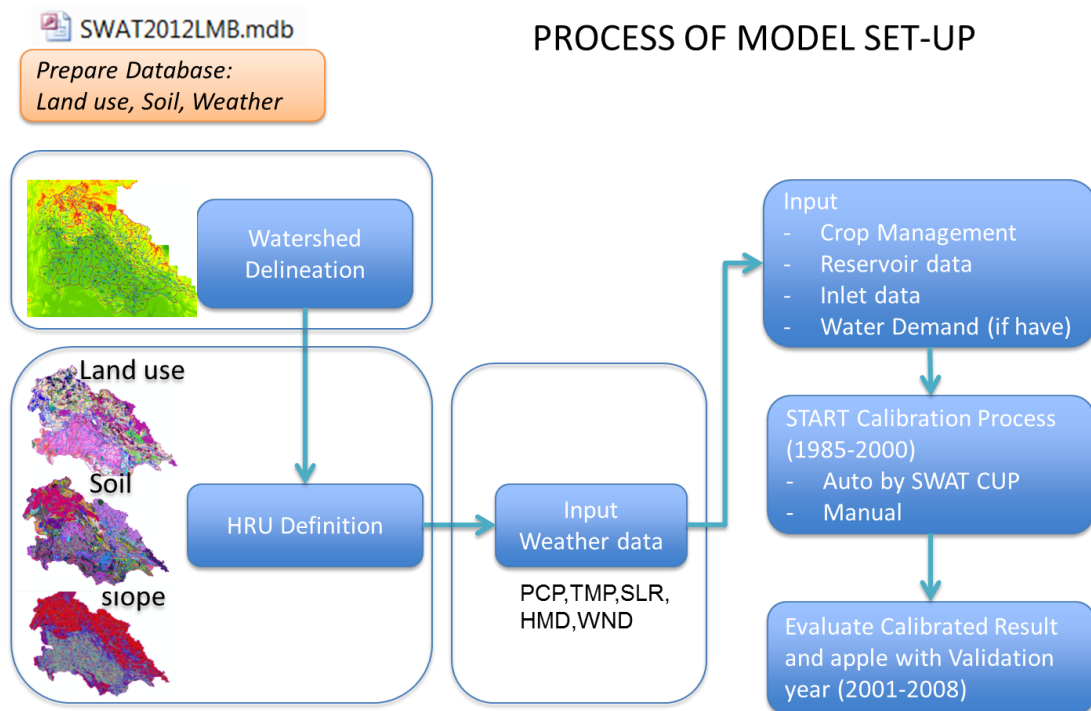 SWAT2012LMB.mdb
PROCESS OF MODEL SET-UP
Prepare Database:
Land use, Soil, Weather
Watershed
Delineation
Land use
Soil
slope
HRU Definition
Input
Weather data
PCP,TMP,SLR,
HMD,WND
Input
- Crop Management
- Reservoir data
- Inlet data
- Water Demand (if have)
START Calibration Process
(1985-2000)
- Auto by SWAT CUP
- Manual
Evaluate Calibrated Result
and apple with Validation
year (2001-2008)